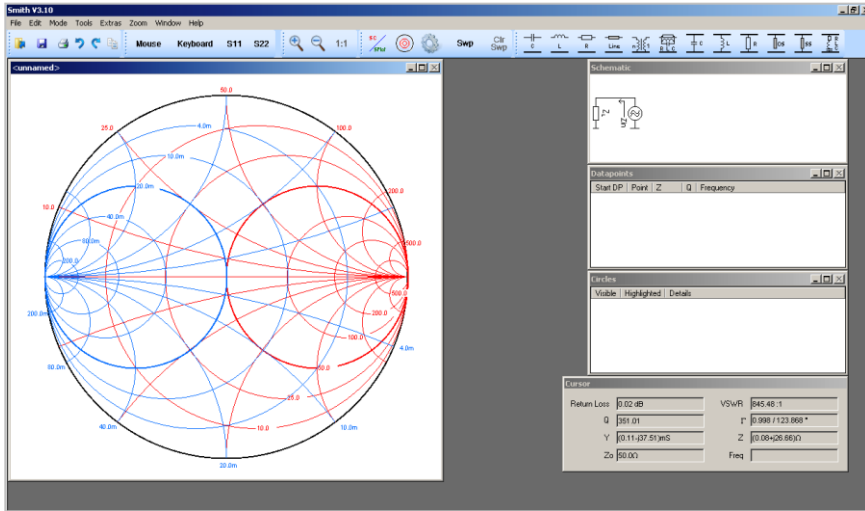 Smith V3.10
File Edit Mode Tools Extras Zoom Window Help
Mouse Keyboard S11 S22 1:1 Swp Clr Swp
C L R Line C L R
<unnamed>
50.0
25.0 4.0m 100.0
10.0m
20.0m 200.0
10.0
40.0m
80.0m 500.0
200.0
500.0
200.0m
100.0
4.0m
80.0m 50.0
25.0
40.0m 10.0 10.0m
20.0m
Schematic
Datapoints
Start DP Point Z Q Frequency
Circles
Visible Highlighted Details
Cursor
Return Loss 0.02 dB VSWR 845.48 :1
Q 351.01 Γ 0.998 / 123.868 °
Y (0.11-j37.51)mS Z (0.08+j26.66)Ω
Zo 50.0Ω Freq